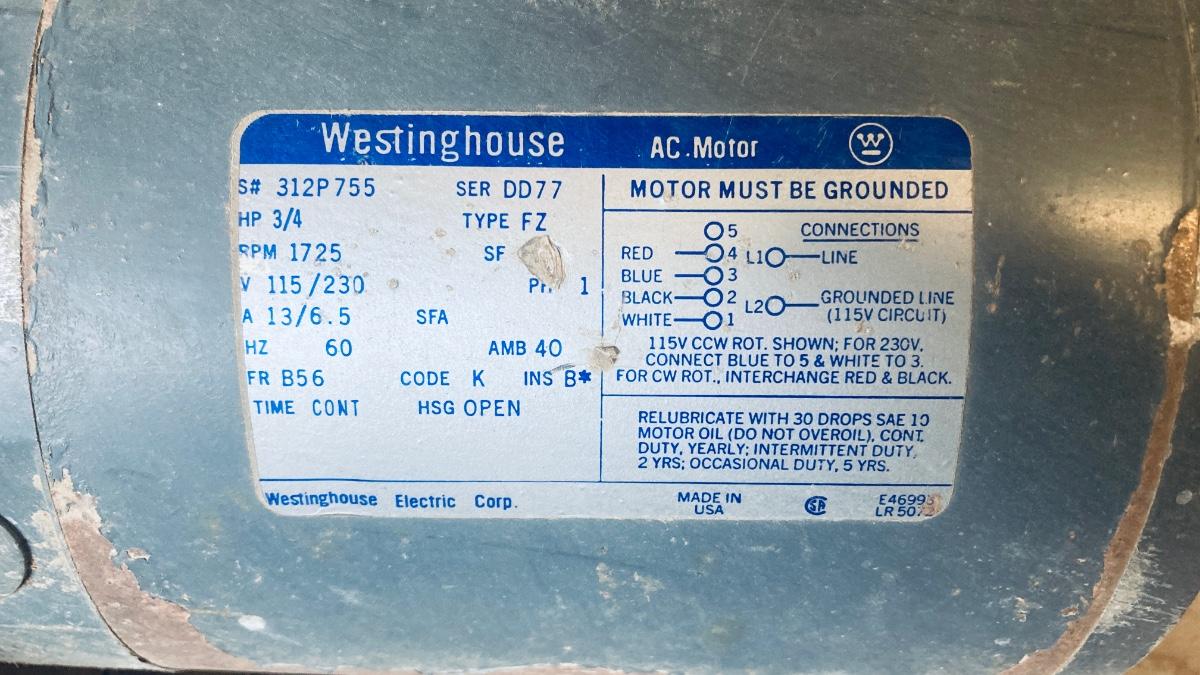 Westinghouse AC.Motor W
S# 312P755 SER DD77
HP 3/4 TYPE FZ
RPM 1725 SF
V 115/230 1
A 13/6.5 SFA
HZ 60 AMB 40
FR B56 CODE K INS B*
TIME CONT HSG OPEN
MOTOR MUST BE GROUNDED
CONNECTIONS
5
RED 4 L1 LINE
BLUE 3
BLACK 2 L2 GROUNDED LINE
WHITE 1 (115V CIRCUIT)
115V CCW ROT. SHOWN; FOR 230V,
CONNECT BLUE TO 5 & WHITE TO 3.
FOR CW ROT., INTERCHANGE RED & BLACK.
RELUBRICATE WITH 30 DROPS SAE 10
MOTOR OIL (DO NOT OVEROIL), CONT.
DUTY, YEARLY; INTERMITTENT DUTY,
2 YRS; OCCASIONAL DUTY, 5 YRS.
Westinghouse Electric Corp.
MADE IN
USA
SA